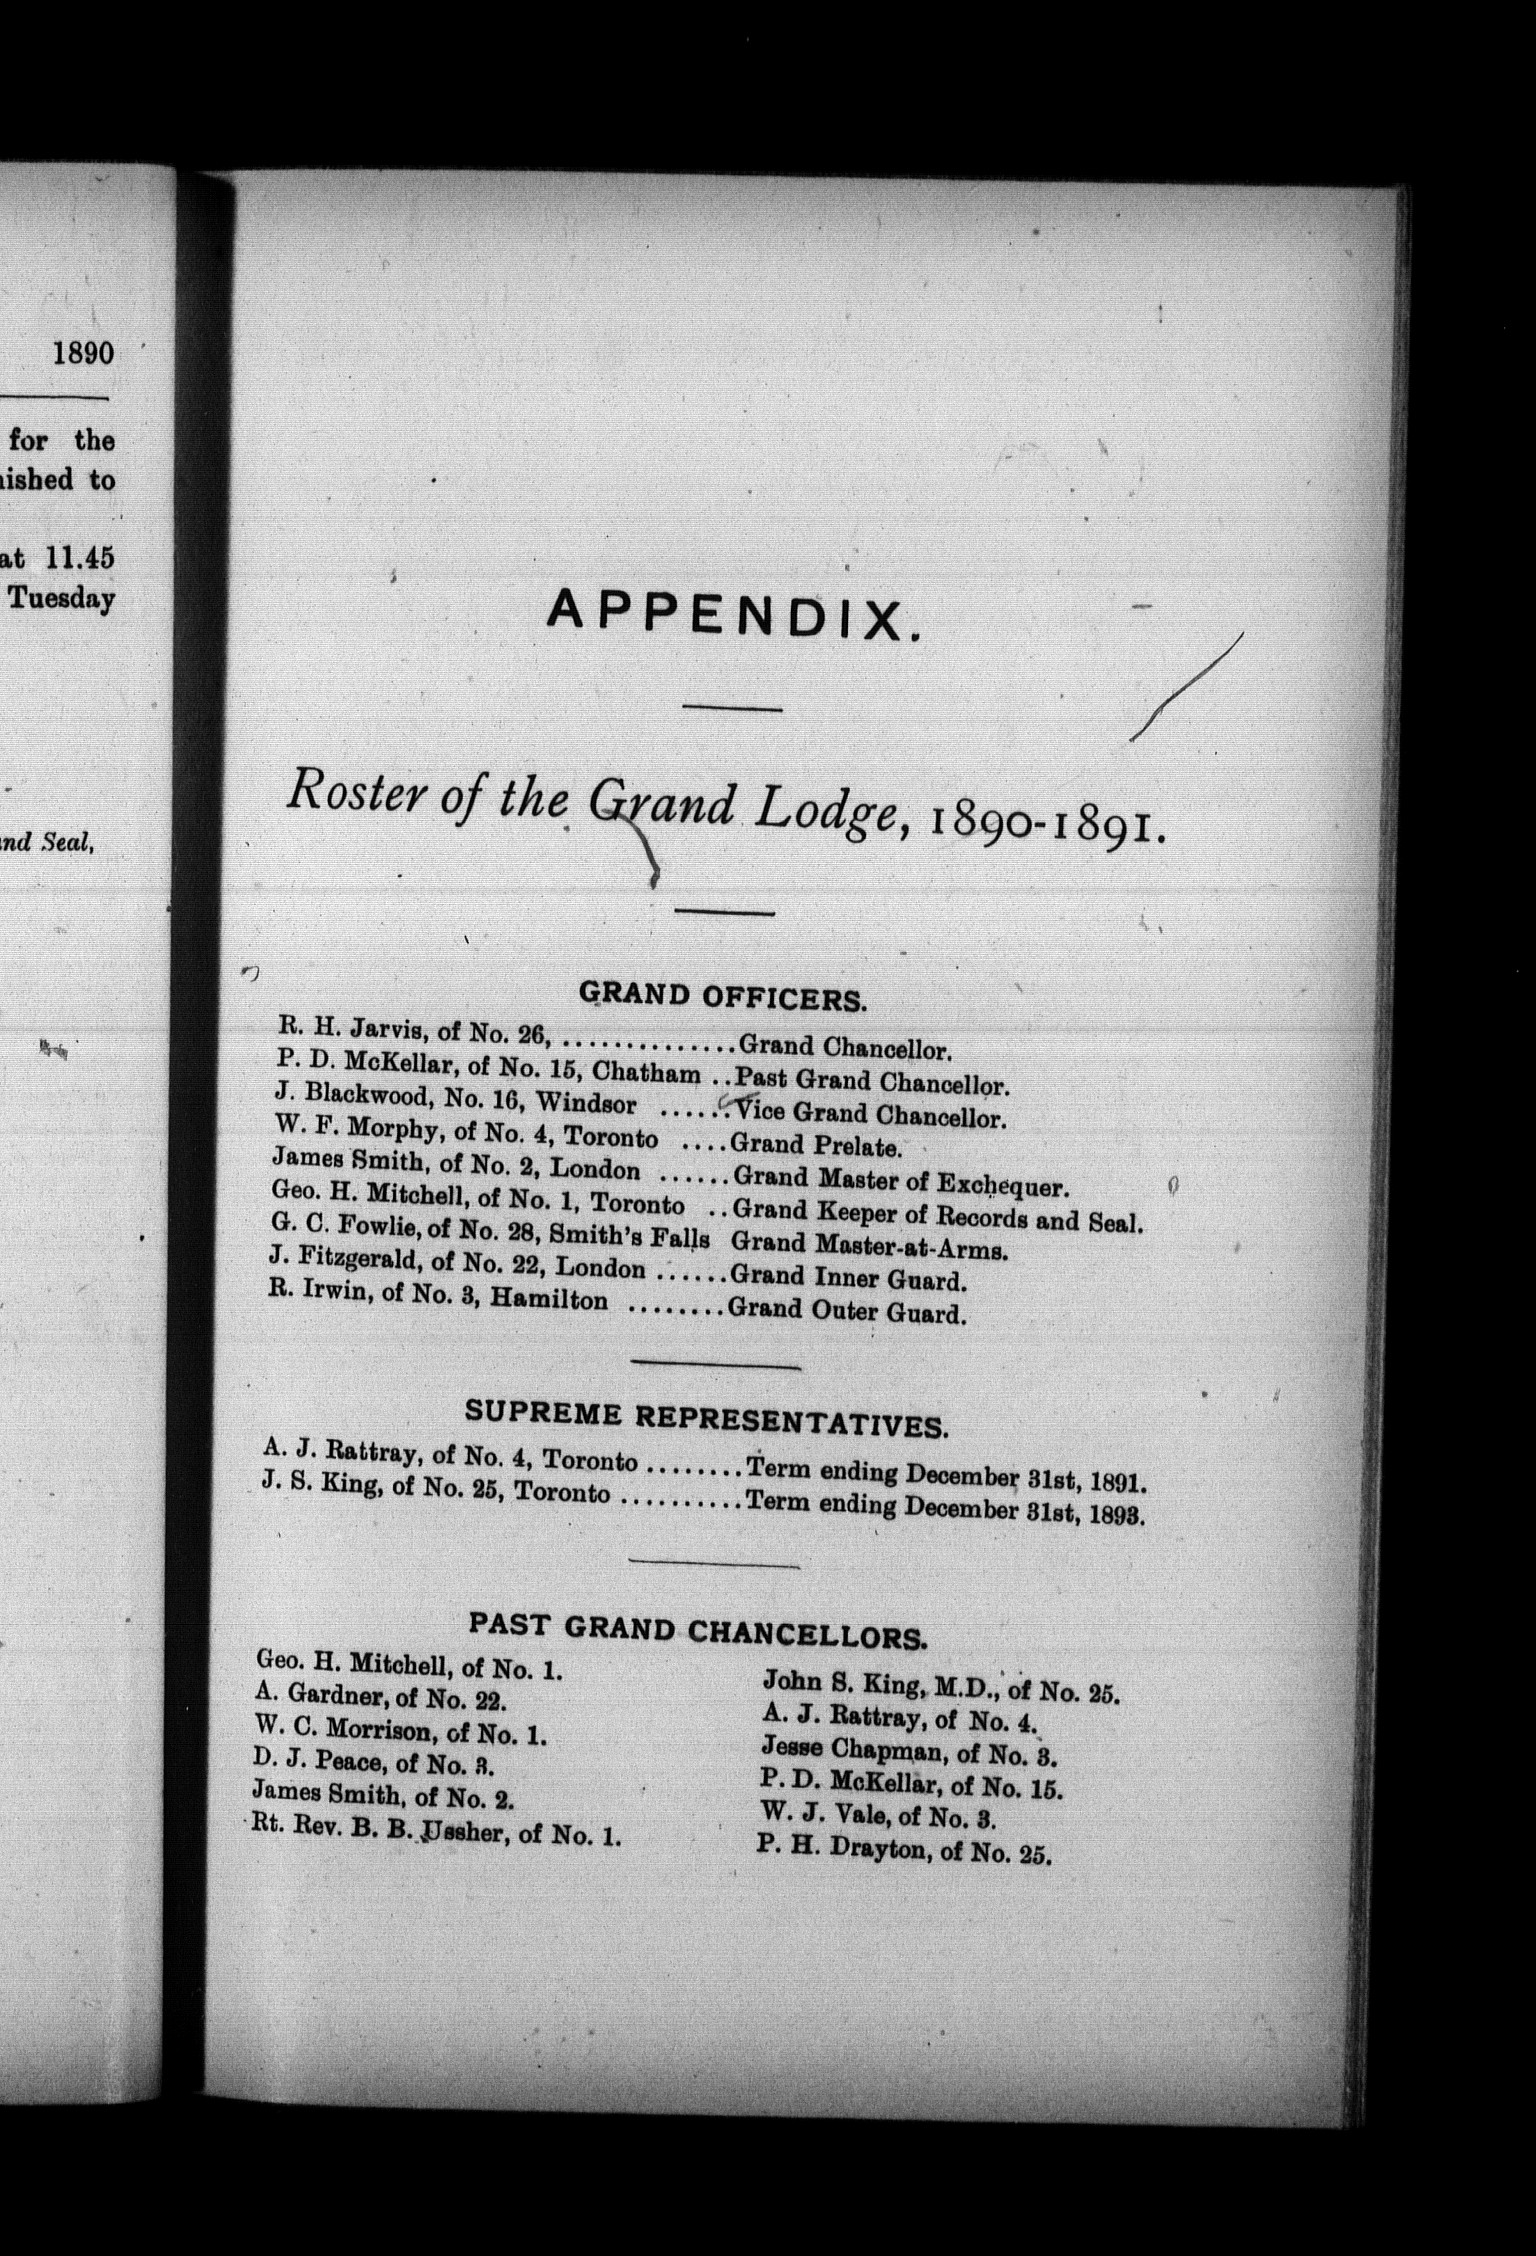 1890
for the
ished to
at 11.45
Tuesday
nd Seal,
APPENDIX.
Roster of the Grand Lodge, 1890-1891.
GRAND OFFICERS.
R. H. Jarvis, of No. 26, ..............Grand Chancellor.
P. D. McKellar, of No. 15, Chatham ..Past Grand Chancellor.
J. Blackwood, No. 16, Windsor ......Vice Grand Chancellor.
W. F. Morphy, of No. 4, Toronto ....Grand Prelate.
James Smith, of No. 2, London ......Grand Master of Exchequer.
Geo. H. Mitchell, of No. 1, Toronto ..Grand Keeper of Records and Seal.
G. C. Fowlie, of No. 28, Smith's Falls Grand Master-at-Arms.
J. Fitzgerald, of No. 22, London ......Grand Inner Guard.
R. Irwin, of No. 3, Hamilton ........Grand Outer Guard.
SUPREME REPRESENTATIVES.
A. J. Rattray, of No. 4, Toronto ........Term ending December 31st, 1891.
J. S. King, of No. 25, Toronto ..........Term ending December 31st, 1893.
PAST GRAND CHANCELLORS.
Geo. H. Mitchell, of No. 1.
A. Gardner, of No. 22.
W. C. Morrison, of No. 1.
D. J. Peace, of No. 3.
James Smith, of No. 2.
Rt. Rev. B. B. Ussher, of No. 1.
John S. King, M.D., of No. 25.
A. J. Rattray, of No. 4.
Jesse Chapman, of No. 3.
P. D. McKellar, of No. 15.
W. J. Vale, of No. 3.
P. H. Drayton, of No. 25.